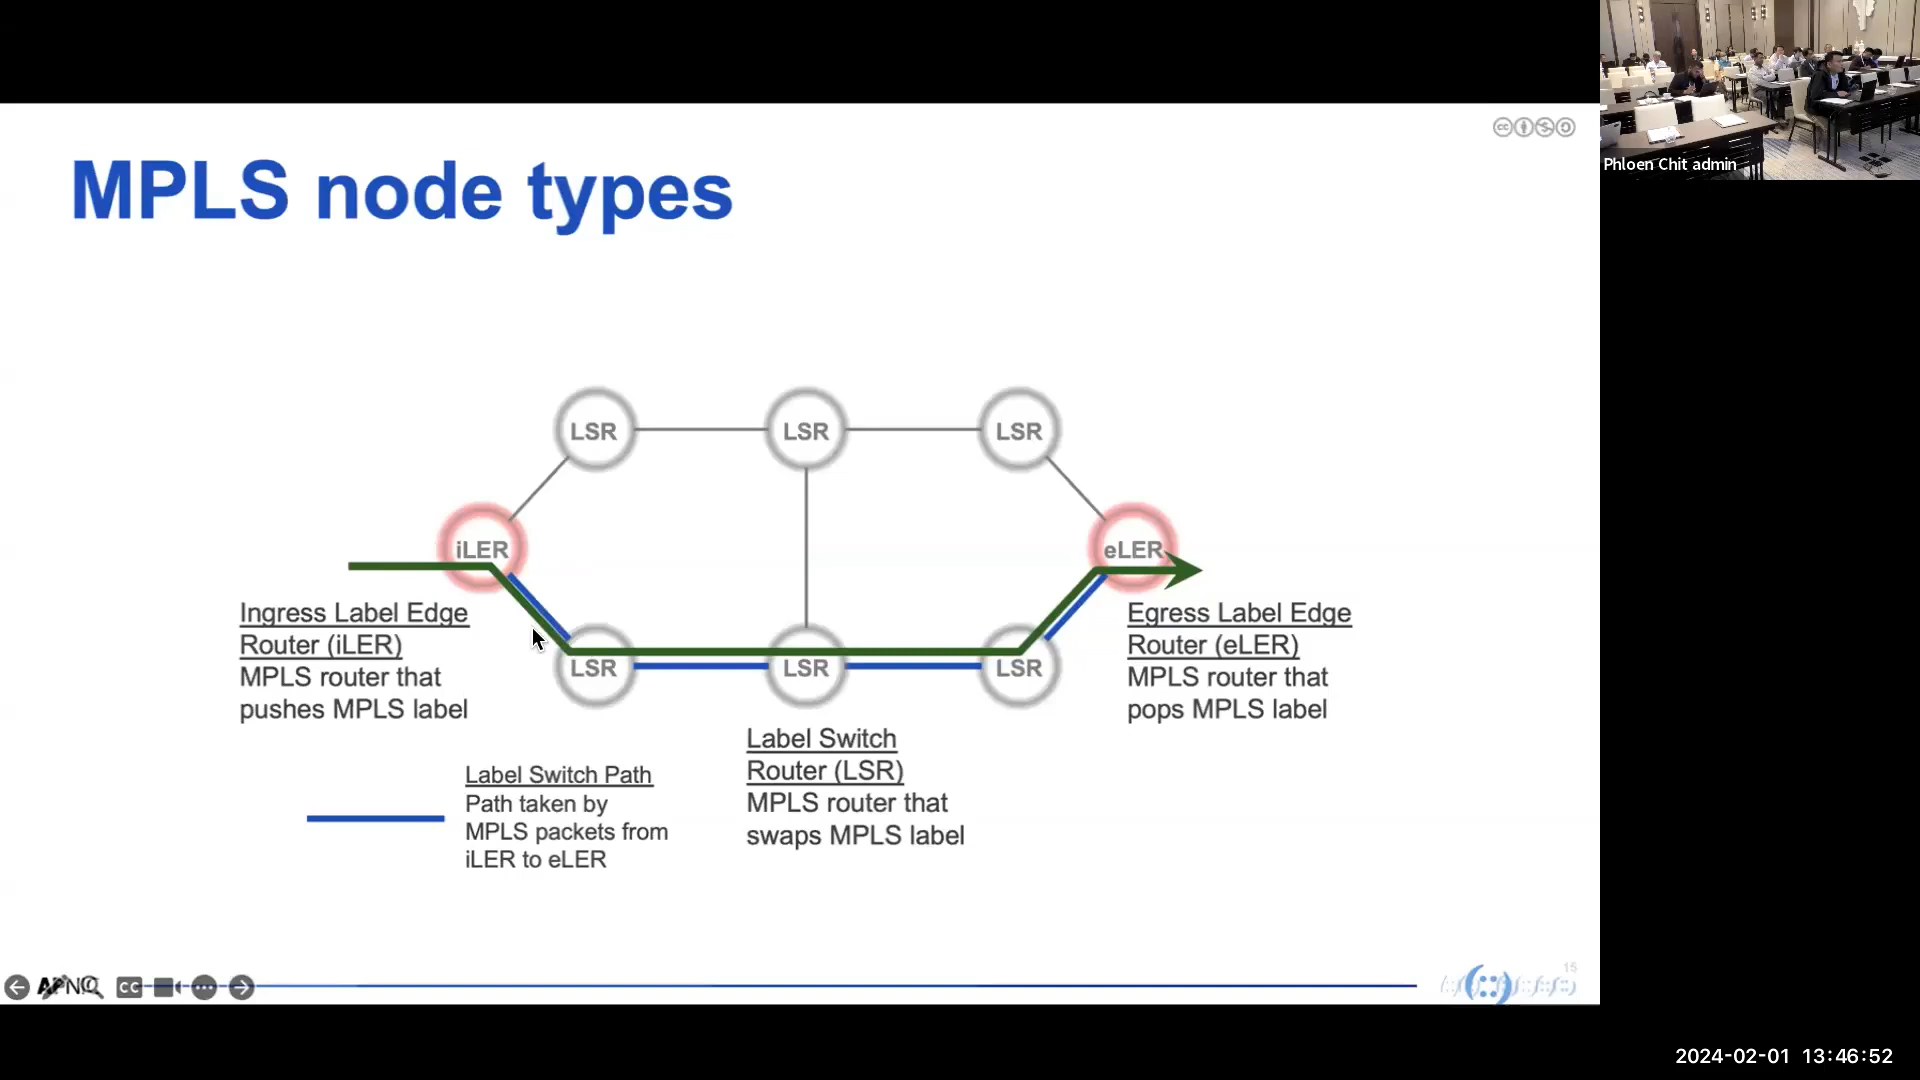 Phloen Chit admin
MPLS node types
LSR
LSR
LSR
iLER
eLER
Ingress Label Edge
Router (iLER)
MPLS router that
pushes MPLS label
Egress Label Edge
Router (eLER)
MPLS router that
pops MPLS label
LSR
LSR
LSR
Label Switch Path
Path taken by
MPLS packets from
iLER to eLER
Label Switch
Router (LSR)
MPLS router that
swaps MPLS label
APNIC
CC
15
2024-02-01 13:46:52